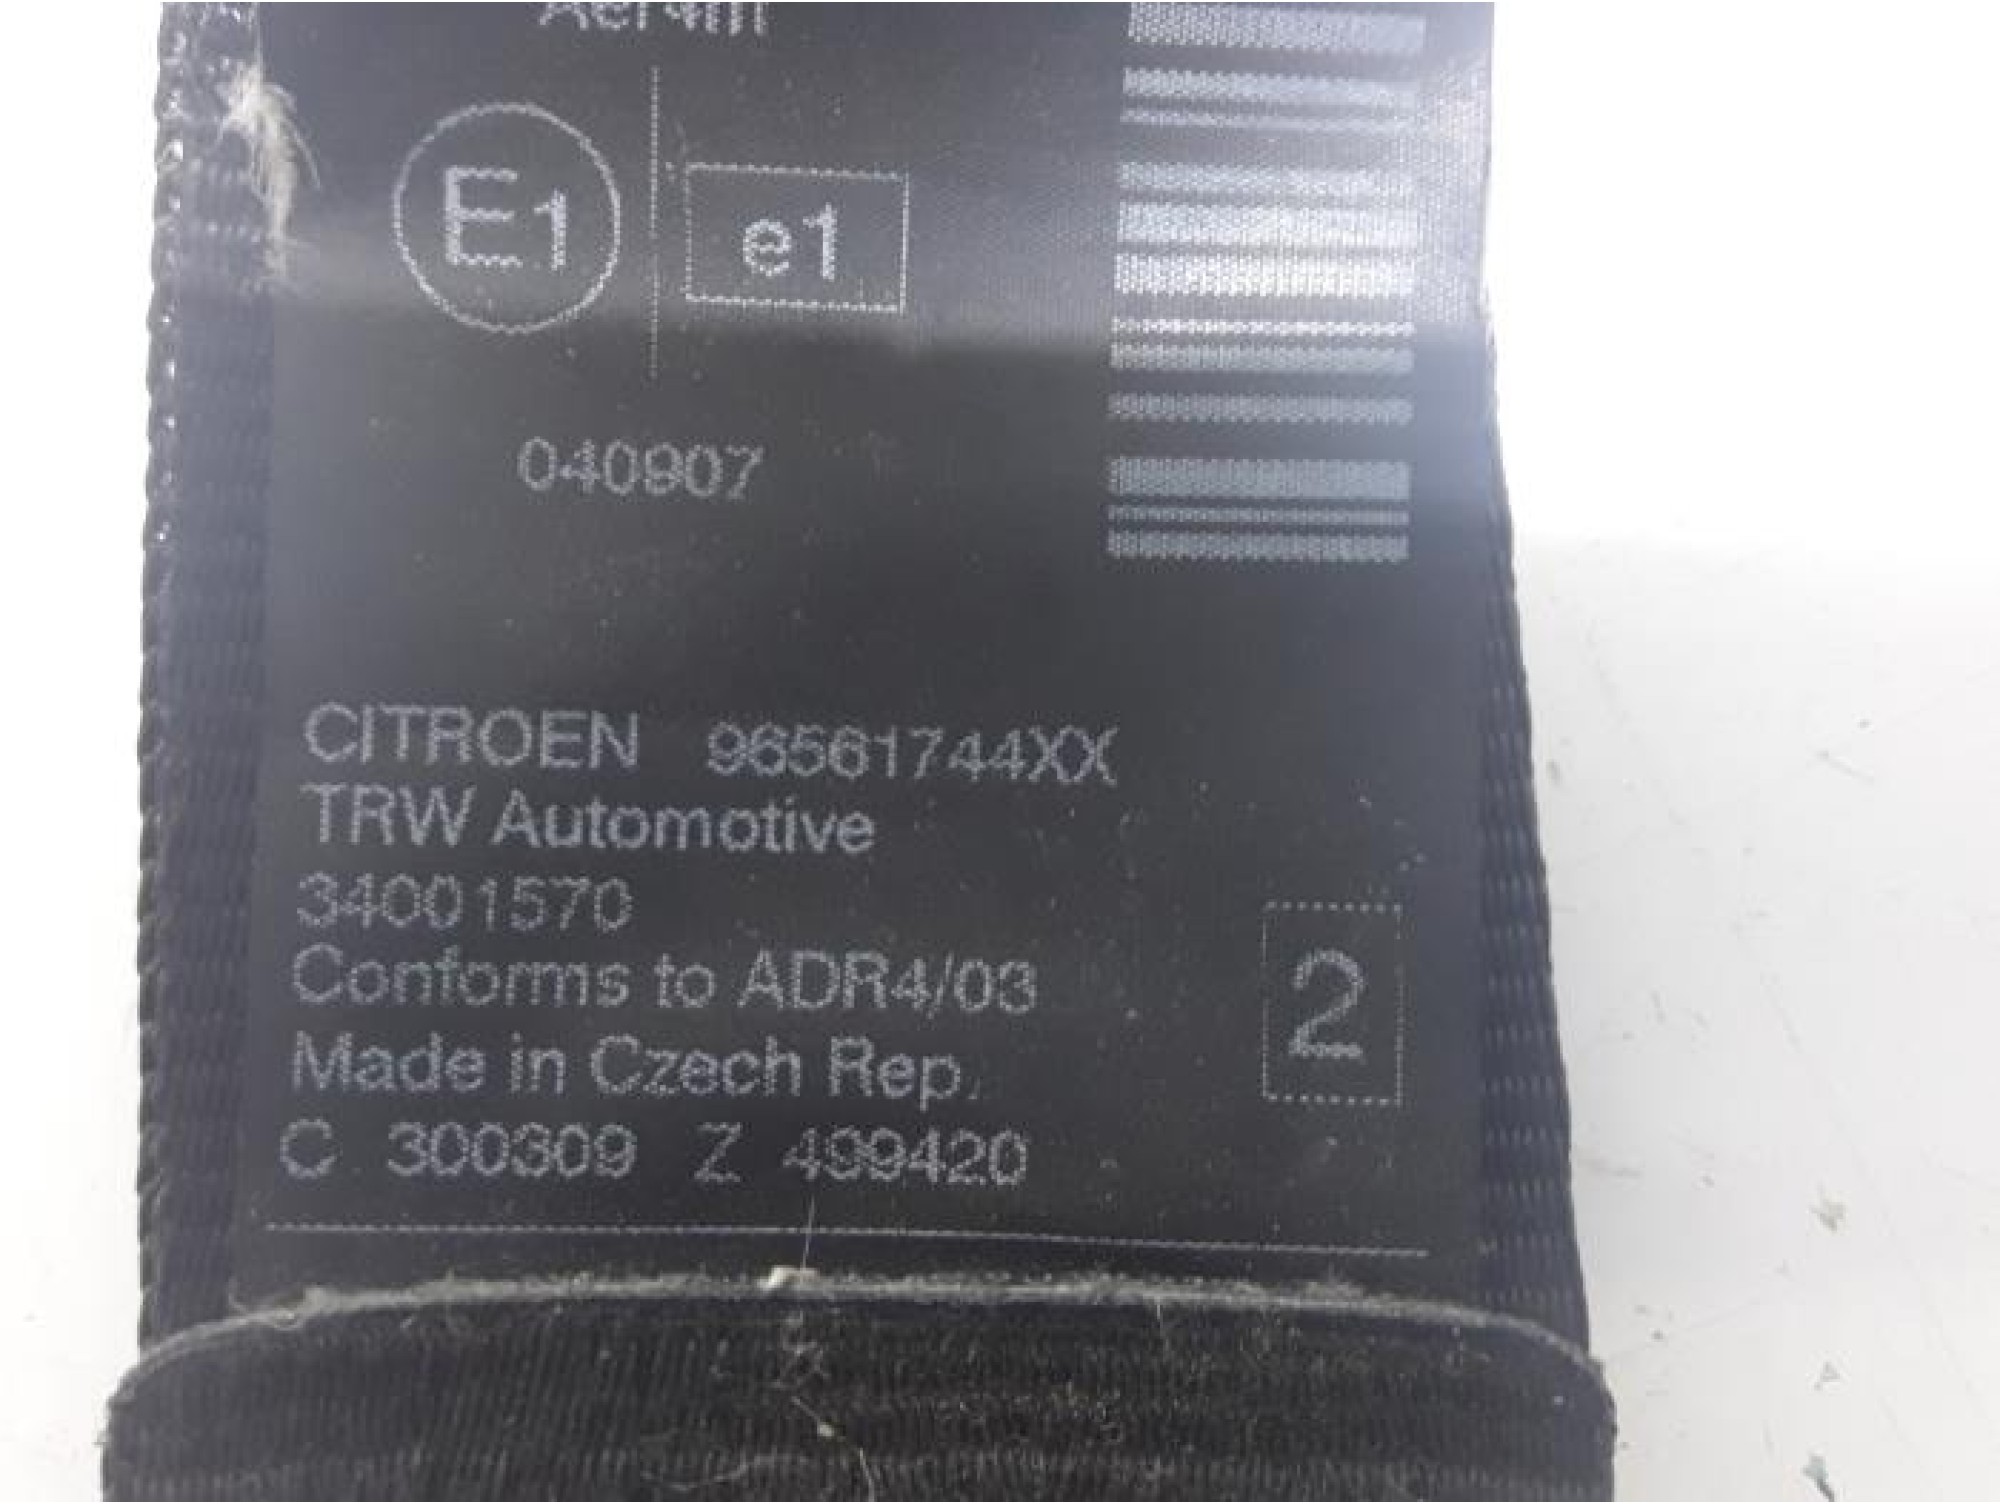 Aer4m
E1
e1
040907
CITROEN 96561744XX
TRW Automotive
34001570
Conforms to ADR4/03
2
Made in Czech Rep.
C 300309 Z 499420